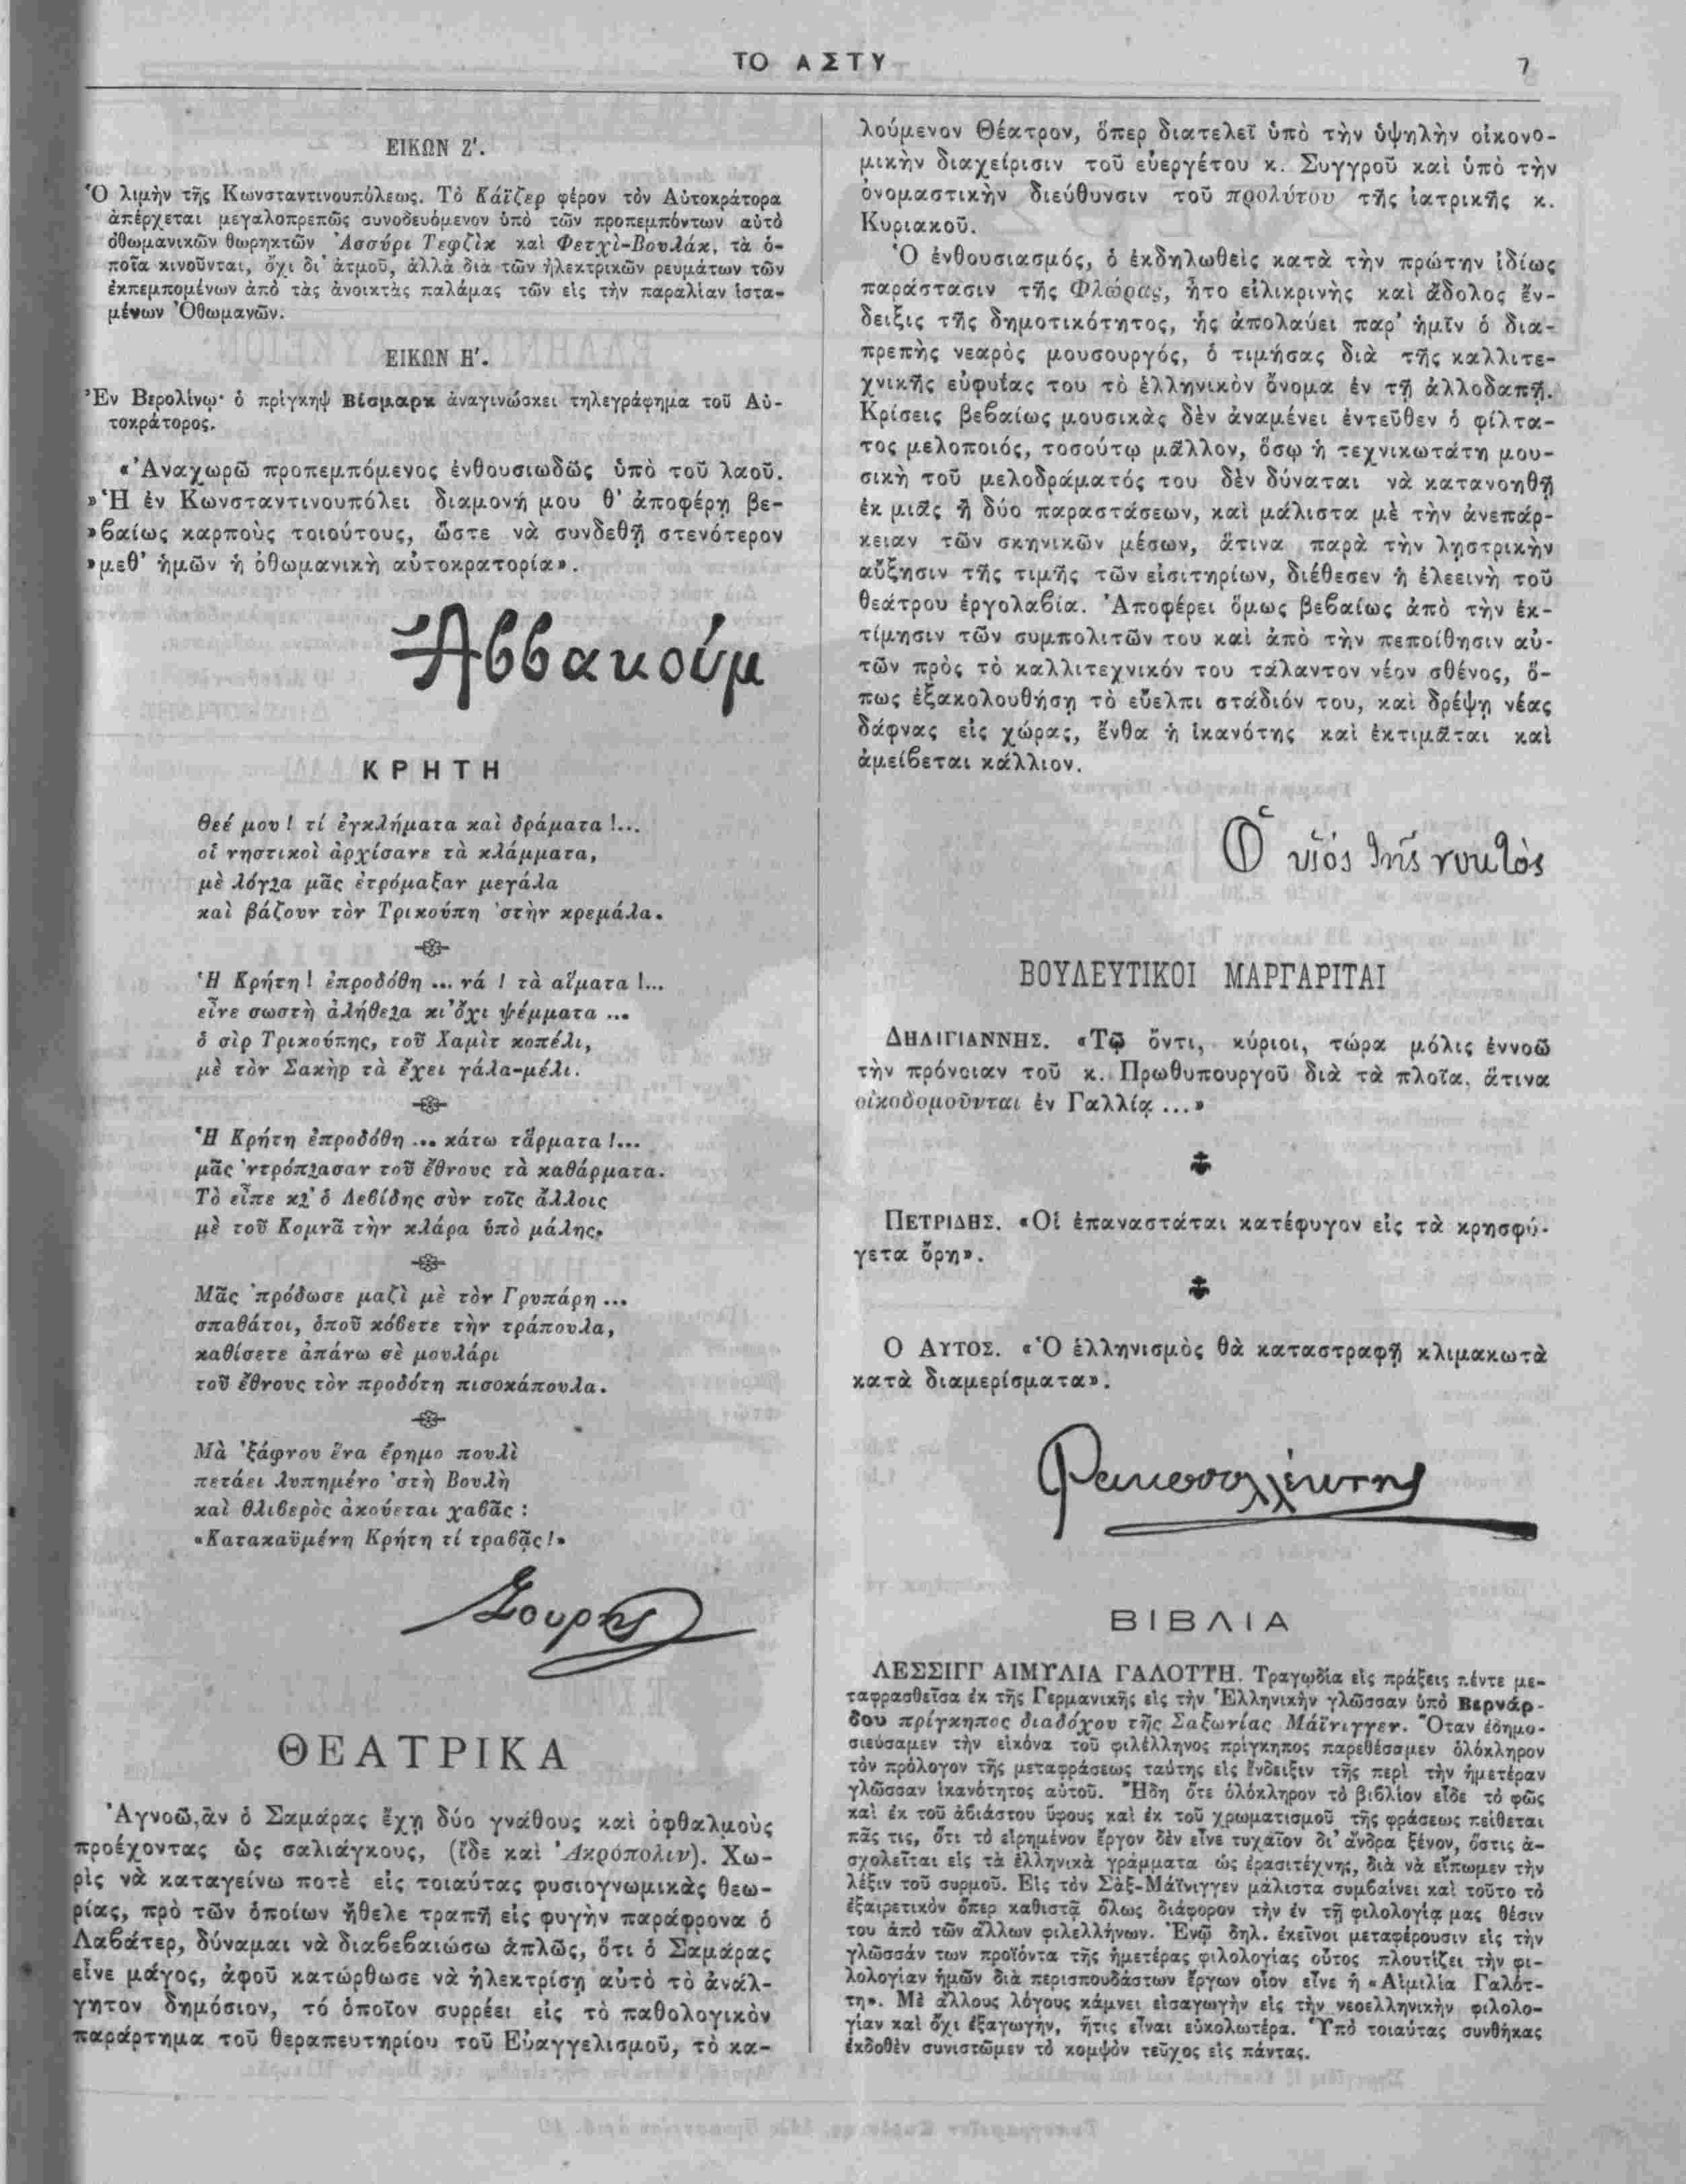 ΤΟ ΑΣΤΥ
7
ΕΙΚΩΝ Ζ'.
Ὁ λιμὴν τῆς Κωνσταντινουπόλεως. Τὸ Κάϊζερ φέρον τὸν Αὐτοκράτορα
ἀπέρχεται μεγαλοπρεπῶς συνοδευόμενον ὑπὸ τῶν προπεμπόντων αὐτὸ
ὀθωμανικῶν θωρηκτῶν Ἀσσύρι Τεφζὶκ καὶ Φετχὶ-Βουλάκ, τὰ ὁ-
ποῖα κινοῦνται, ὄχι δι' ἀτμοῦ, ἀλλὰ διὰ τῶν ἠλεκτρικῶν ρευμάτων τῶν
ἐκπεμπομένων ἀπὸ τὰς ἀνοικτὰς παλάμας τῶν εἰς τὴν παραλίαν ἱστα-
μένων Ὀθωμανῶν.
ΕΙΚΩΝ Η'.
Ἐν Βερολίνῳ· ὁ πρίγκηψ Βίσμαρκ ἀναγινώσκει τηλεγράφημα τοῦ Αὐ-
τοκράτορος.
«Ἀναχωρῶ προπεμπόμενος ἐνθουσιωδῶς ὑπὸ τοῦ λαοῦ.
»Ἡ ἐν Κωνσταντινουπόλει διαμονή μου θ' ἀποφέρῃ βε-
»βαίως καρποὺς τοιούτους, ὥστε νὰ συνδεθῇ στενότερον
»μεθ' ἡμῶν ἡ ὀθωμανικὴ αὐτοκρατορία».
Ἀββακούμ
ΚΡΗΤΗ
Θεέ μου! τί ἐγκλήματα καὶ δράματα!...
οἱ νηστικοὶ ἀρχίσανε τὰ κλάμματα,
μὲ λόγια μᾶς ἐτρόμαξαν μεγάλα
καὶ βάζουν τὸν Τρικούπη 'στὴν κρεμάλα.
Ἡ Κρήτη! ἐπροδόθη ... νά! τὰ αἵματα!...
εἶνε σωστὴ ἀλήθεια κι' ὄχι ψέμματα ...
ὁ σὶρ Τρικούπης, τοῦ Χαμὶτ κοπέλι,
μὲ τὸν Σακὴρ τὰ ἔχει γάλα-μέλι.
Ἡ Κρήτη ἐπροδόθη ... κάτω τἄρματα!...
μᾶς 'ντρόπιασαν τοῦ ἔθνους τὰ καθάρματα.
Τὸ εἶπε κι' ὁ Λεβίδης σὺν τοῖς ἄλλοις
μὲ τοῦ Κομνᾶ τὴν κλάρα ὑπὸ μάλης.
Μᾶς 'πρόδωσε μαζὶ μὲ τὸν Γρυπάρη ...
σπαθάτοι, ὁποῦ κόβετε τὴν τράπουλα,
καθίσετε ἀπάνω σὲ μουλάρι
τοῦ ἔθνους τὸν προδότη πισοκάπουλα.
Μὰ 'ξάφνου ἕνα ἔρημο πουλὶ
πετάει λυπημένο 'στὴ Βουλὴ
καὶ θλιβερὸς ἀκούεται χαβᾶς:
«Κατακαϋμένη Κρήτη τί τραβᾷς!»
Σουρῆς
ΘΕΑΤΡΙΚΑ
Ἀγνοῶ, ἂν ὁ Σαμάρας ἔχῃ δύο γνάθους καὶ ὀφθαλμοὺς
προέχοντας ὡς σαλιάγκους, (ἴδε καὶ Ἀκρόπολιν). Χω-
ρὶς νὰ καταγείνω ποτὲ εἰς τοιαύτας φυσιογνωμικὰς θεω-
ρίας, πρὸ τῶν ὁποίων ἤθελε τραπῆ εἰς φυγὴν παράφρονα ὁ
Λαβάτερ, δύναμαι νὰ διαβεβαιώσω ἁπλῶς, ὅτι ὁ Σαμάρας
εἶνε μάγος, ἀφοῦ κατώρθωσε νὰ ἠλεκτρίσῃ αὐτὸ τὸ ἀνάλ-
γητον δημόσιον, τό ὁποῖον συρρέει εἰς τὸ παθολογικὸν
παράρτημα τοῦ θεραπευτηρίου τοῦ Εὐαγγελισμοῦ, τὸ κα-
λούμενον Θέατρον, ὅπερ διατελεῖ ὑπὸ τὴν ὑψηλὴν οἰκονο-
μικὴν διαχείρισιν τοῦ εὐεργέτου κ. Συγγροῦ καὶ ὑπὸ τὴν
ὀνομαστικὴν διεύθυνσιν τοῦ προλύτου τῆς ἰατρικῆς κ.
Κυριακοῦ.
Ὁ ἐνθουσιασμός, ὁ ἐκδηλωθεὶς κατὰ τὴν πρώτην ἰδίως
παράστασιν τῆς Φλώρας, ἦτο εἰλικρινὴς καὶ ἄδολος ἔν-
δειξις τῆς δημοτικότητος, ἧς ἀπολαύει παρ' ἡμῖν ὁ δια-
πρεπὴς νεαρὸς μουσουργός, ὁ τιμήσας διὰ τῆς καλλιτε-
χνικῆς εὐφυΐας του τὸ ἑλληνικὸν ὄνομα ἐν τῇ ἀλλοδαπῇ.
Κρίσεις βεβαίως μουσικὰς δὲν ἀναμένει ἐντεῦθεν ὁ φίλτα-
τος μελοποιός, τοσούτῳ μᾶλλον, ὅσῳ ἡ τεχνικωτάτη μου-
σικὴ τοῦ μελοδράματός του δὲν δύναται νὰ κατανοηθῇ
ἐκ μιᾶς ἢ δύο παραστάσεων, καὶ μάλιστα μὲ τὴν ἀνεπάρ-
κειαν τῶν σκηνικῶν μέσων, ἅτινα παρὰ τὴν λῃστρικὴν
αὔξησιν τῆς τιμῆς τῶν εἰσιτηρίων, διέθεσεν ἡ ἐλεεινὴ τοῦ
θεάτρου ἐργολαβία. Ἀποφέρει ὅμως βεβαίως ἀπὸ τὴν ἐκ-
τίμησιν τῶν συμπολιτῶν του καὶ ἀπὸ τὴν πεποίθησιν αὐ-
τῶν πρὸς τὸ καλλιτεχνικόν του τάλαντον νέον σθένος, ὅ-
πως ἐξακολουθήσῃ τὸ εὔελπι στάδιόν του, καὶ δρέψῃ νέας
δάφνας εἰς χώρας, ἔνθα ἡ ἱκανότης καὶ ἐκτιμᾶται καὶ
ἀμείβεται κάλλιον.
Ὁ υἱός τῆς νυκτὸς
ΒΟΥΛΕΥΤΙΚΟΙ ΜΑΡΓΑΡΙΤΑΙ
ΔΗΛΙΓΙΑΝΝΗΣ. «Τῷ ὄντι, κύριοι, τώρα μόλις ἐννοῶ
τὴν πρόνοιαν τοῦ κ. Πρωθυπουργοῦ διὰ τὰ πλοῖα, ἅτινα
οἰκοδομοῦνται ἐν Γαλλίᾳ ...»
ΠΕΤΡΙΔΗΣ. «Οἱ ἐπαναστάται κατέφυγον εἰς τὰ κρησφύ-
γετα ὄρη».
Ο ΑΥΤΟΣ. «Ὁ ἑλληνισμὸς θὰ καταστραφῇ κλιμακωτὰ
κατὰ διαμερίσματα».
Ρακοσυλλέκτης
ΒΙΒΛΙΑ
ΛΕΣΣΙΓΓ ΑΙΜΥΛΙΑ ΓΑΛΟΤΤΗ. Τραγῳδία εἰς πράξεις πέντε με-
ταφρασθεῖσα ἐκ τῆς Γερμανικῆς εἰς τὴν Ἑλληνικὴν γλῶσσαν ὑπὸ Βερνάρ-
δου πρίγκηπος διαδόχου τῆς Σαξωνίας Μάϊνιγγεν. Ὅταν ἐδημο-
σιεύσαμεν τὴν εἰκόνα τοῦ φιλέλληνος πρίγκηπος παρεθέσαμεν ὁλόκληρον
τὸν πρόλογον τῆς μεταφράσεως ταύτης εἰς ἔνδειξιν τῆς περὶ τὴν ἡμετέραν
γλῶσσαν ἱκανότητος αὐτοῦ. Ἤδη ὅτε ὁλόκληρον τὸ βιβλίον εἶδε τὸ φῶς
καὶ ἐκ τοῦ ἀβιάστου ὕφους καὶ ἐκ τοῦ χρωματισμοῦ τῆς φράσεως πείθεται
πᾶς τις, ὅτι τὸ εἰρημένον ἔργον δὲν εἶνε τυχαῖον δι' ἄνδρα ξένον, ὅστις ἀ-
σχολεῖται εἰς τὰ ἑλληνικὰ γράμματα ὡς ἐρασιτέχνης, διὰ νὰ εἴπωμεν τὴν
λέξιν τοῦ συρμοῦ. Εἰς τὸν Σὰξ-Μάϊνιγγεν μάλιστα συμβαίνει καὶ τοῦτο τὸ
ἐξαιρετικὸν ὅπερ καθιστᾷ ὅλως διάφορον τὴν ἐν τῇ φιλολογίᾳ μας θέσιν
του ἀπὸ τῶν ἄλλων φιλελλήνων. Ἐνῷ δηλ. ἐκεῖνοι μεταφέρουσιν εἰς τὴν
γλῶσσάν των προϊόντα τῆς ἡμετέρας φιλολογίας οὗτος πλουτίζει τὴν φι-
λολογίαν ἡμῶν διὰ περισπουδάστων ἔργων οἷον εἶνε ἡ «Αἰμιλία Γαλότ-
τη». Μὲ ἄλλους λόγους κάμνει εἰσαγωγὴν εἰς τὴν νεοελληνικὴν φιλολο-
γίαν καὶ ὄχι ἐξαγωγήν, ἥτις εἶναι εὐκολωτέρα. Ὑπὸ τοιαύτας συνθήκας
ἐκδοθὲν συνιστῶμεν τὸ κομψὸν τεῦχος εἰς πάντας.